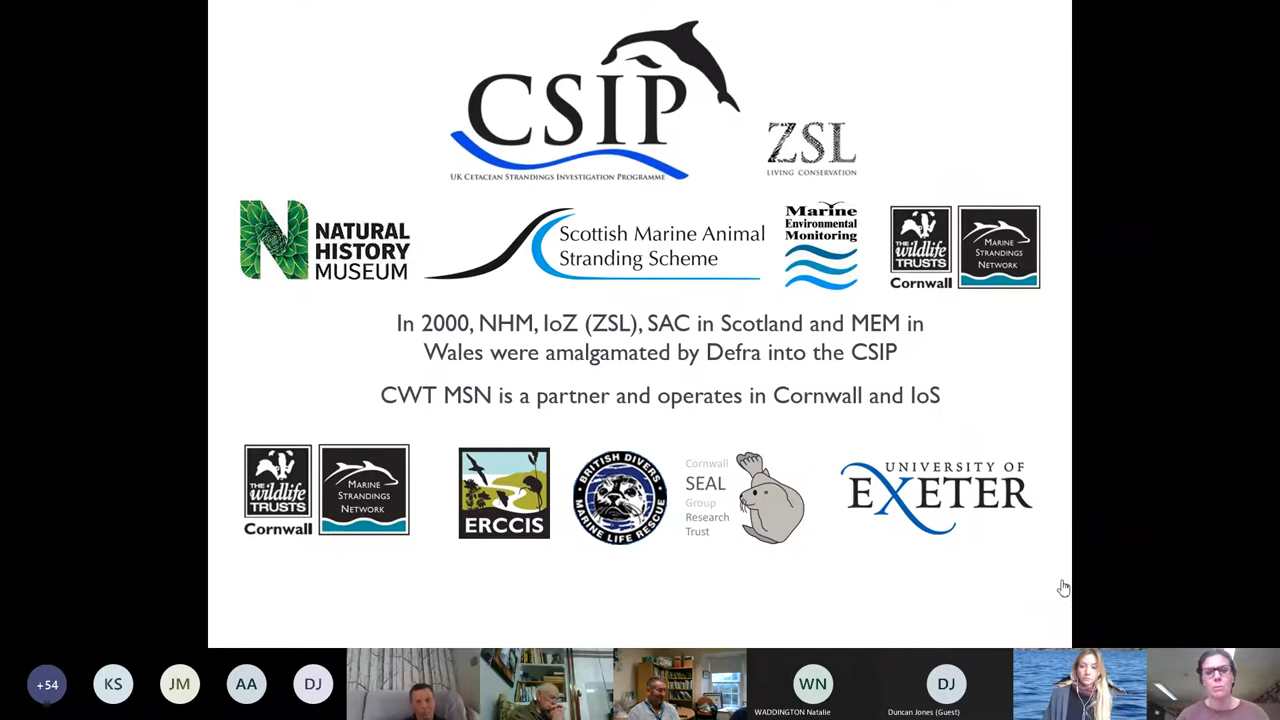 CSIP
UK CETACEAN STRANDINGS INVESTIGATION PROGRAMME
ZSL
LIVING CONSERVATION
N
NATURAL
HISTORY
MUSEUM
Scottish Marine Animal
Stranding Scheme
Marine
Environmental
Monitoring
THE
wildlife
TRUSTS
Cornwall
MARINE
STRANDINGS
NETWORK
In 2000, NHM, IoZ (ZSL), SAC in Scotland and MEM in
Wales were amalgamated by Defra into the CSIP
CWT MSN is a partner and operates in Cornwall and IoS
THE
wildlife
TRUSTS
Cornwall
MARINE
STRANDINGS
NETWORK
ERCCIS
BRITISH DIVERS
MARINE LIFE RESCUE
Cornwall
SEAL
Group
Research
Trust
UNIVERSITY OF
EXETER
+54
KS
JM
AA
DJ
WN
WADDINGTON Natalie
DJ
Duncan Jones (Guest)